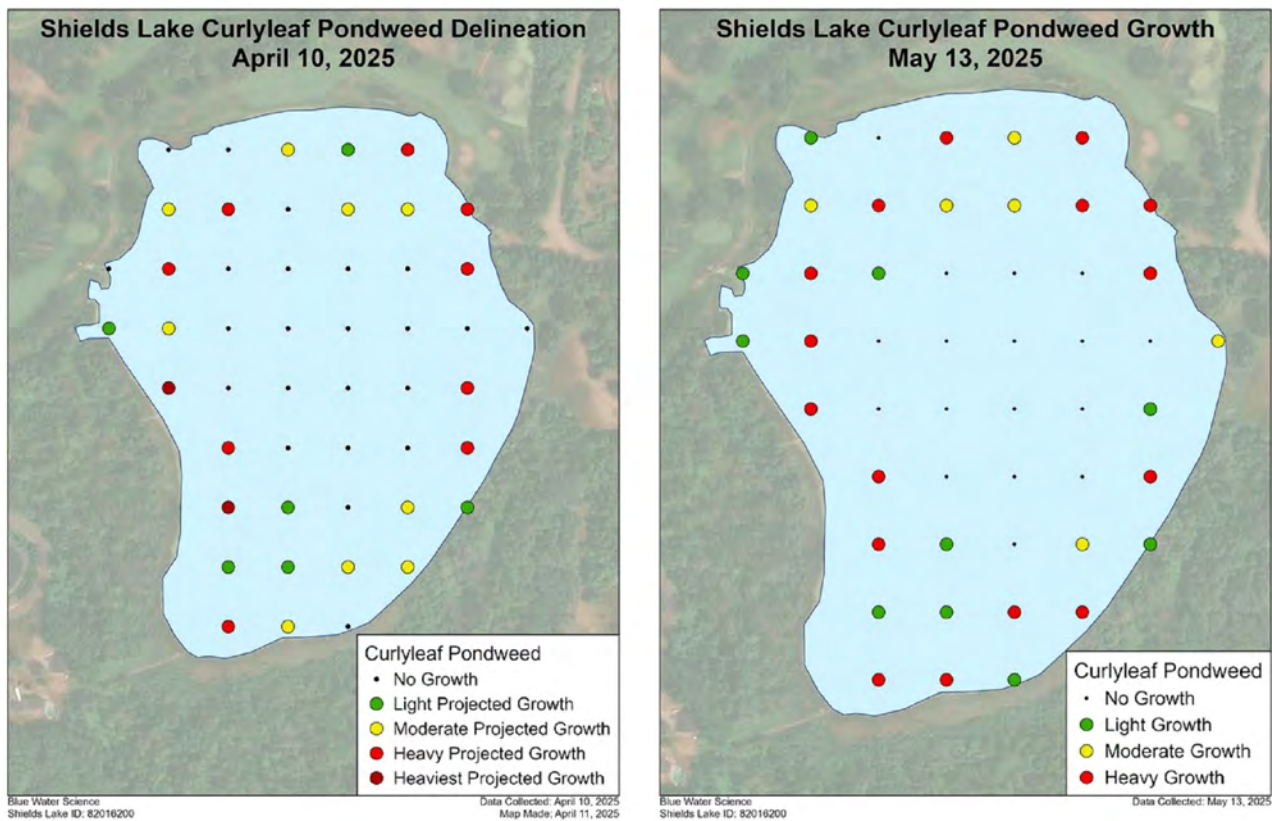 Shields Lake Curlyleaf Pondweed Delineation
April 10, 2025
Curlyleaf Pondweed
No Growth
Light Projected Growth
Moderate Projected Growth
Heavy Projected Growth
Heaviest Projected Growth
Blue Water Science
Shields Lake ID: 82016200
Data Collected: April 10, 2025
Map Made: April 11, 2025
Shields Lake Curlyleaf Pondweed Growth
May 13, 2025
Curlyleaf Pondweed
No Growth
Light Growth
Moderate Growth
Heavy Growth
Blue Water Science
Shields Lake ID: 82016200
Data Collected: May 13, 2025